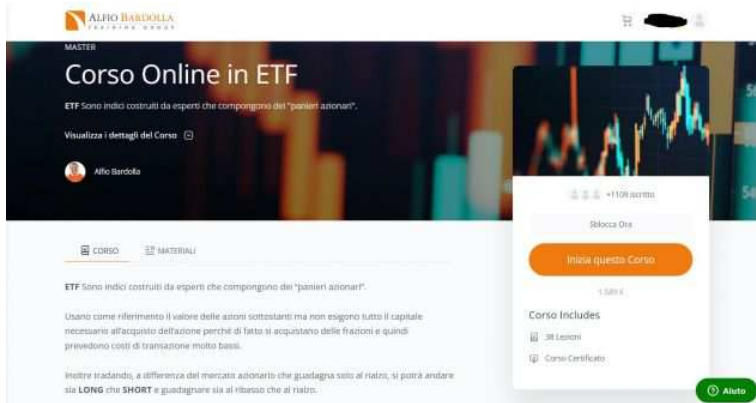 ALFIO BARDOLLA
TRAINING GROUP
MASTER
Corso Online in ETF
ETF Sono indici costruiti da esperti che compongono dei "panieri azionari".
Visualizza i dettagli del Corso
Alfio Bardolla
+1109 iscritto
Sblocca Ora
Inizia questo Corso
Corso Includes
38 Lezioni
Corso Certificato
CORSO
MATERIALI
ETF Sono indici costruiti da esperti che compongono dei "panieri azionari".
Usano come riferimento il valore delle azioni sottostanti ma non esigono tutto il capitale
necessario all'acquisto dell'azione perché di fatto si acquistano delle frazioni e quindi
prevedono costi di transazione molto bassi.
Inoltre tradando, a differenza del mercato azionario che guadagna solo al rialzo, si potrà andare
sia LONG che SHORT e guadagnare sia al ribasso che al rialzo.
Aiuto